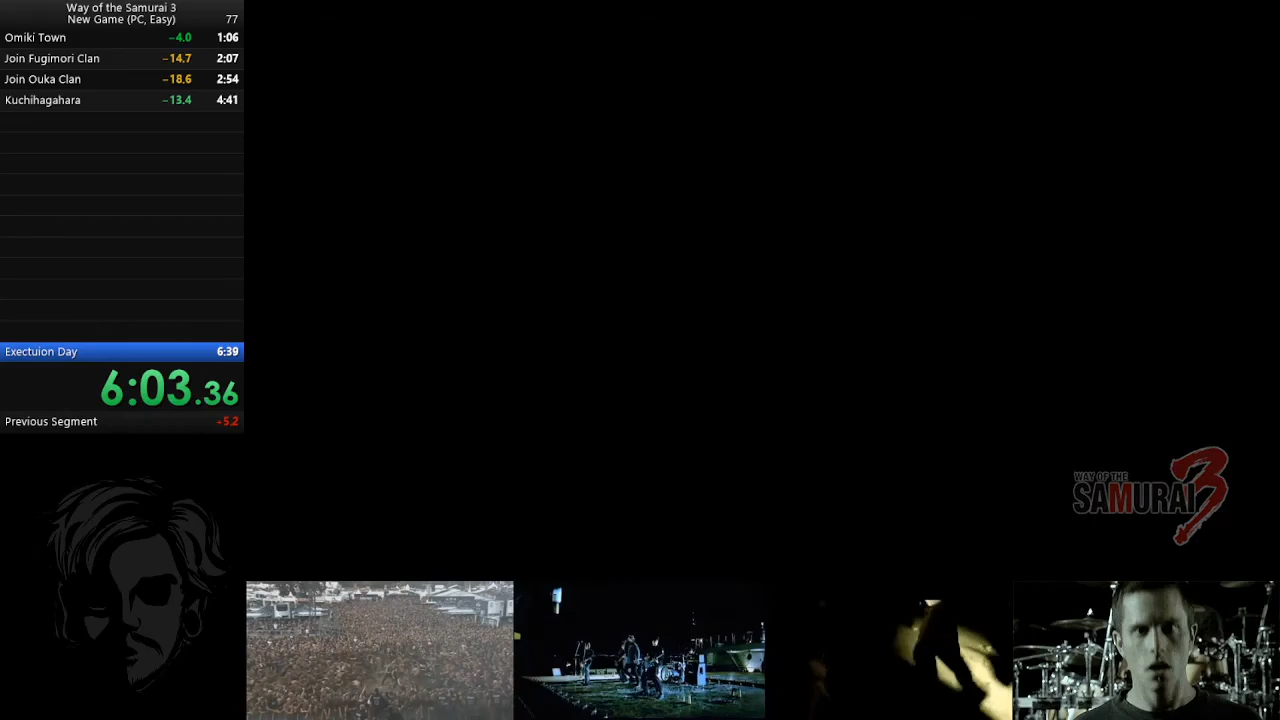 Way of the Samurai 3
New Game (PC, Easy)
77
Omiki Town -4.0 1:06
Join Fugimori Clan -14.7 2:07
Join Ouka Clan -18.6 2:54
Kuchihagahara -13.4 4:41
Exectuion Day 6:39
6:03.36
Previous Segment +5.2
WAY OF THE
SAMURAI 3